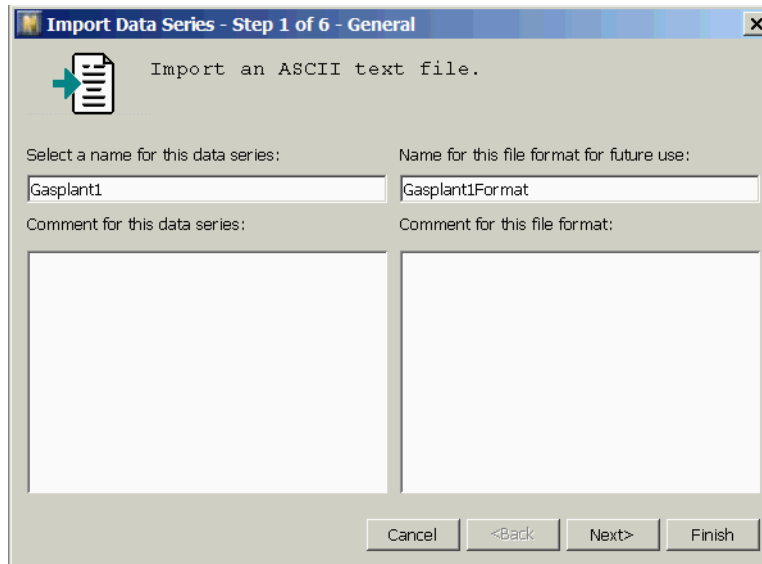 Import Data Series - Step 1 of 6 - General
Import an ASCII text file.
Select a name for this data series:
Name for this file format for future use:
Gasplant1
Gasplant1Format
Comment for this data series:
Comment for this file format:
Cancel
<Back
Next>
Finish